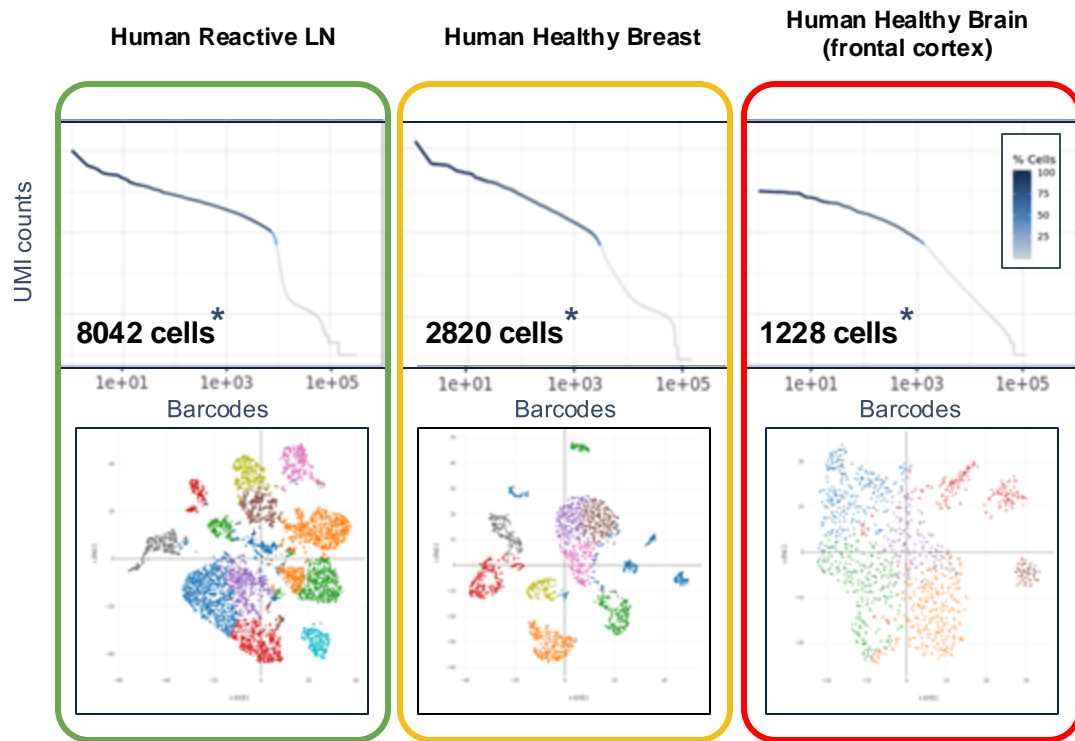 Human Reactive LN
Human Healthy Breast
Human Healthy Brain
(frontal cortex)
UMI counts
% Cells
100
75
50
25
8042 cells*
2820 cells*
1228 cells*
1e+01 1e+03 1e+05
1e+01 1e+03 1e+05
1e+01 1e+03 1e+05
Barcodes
Barcodes
Barcodes